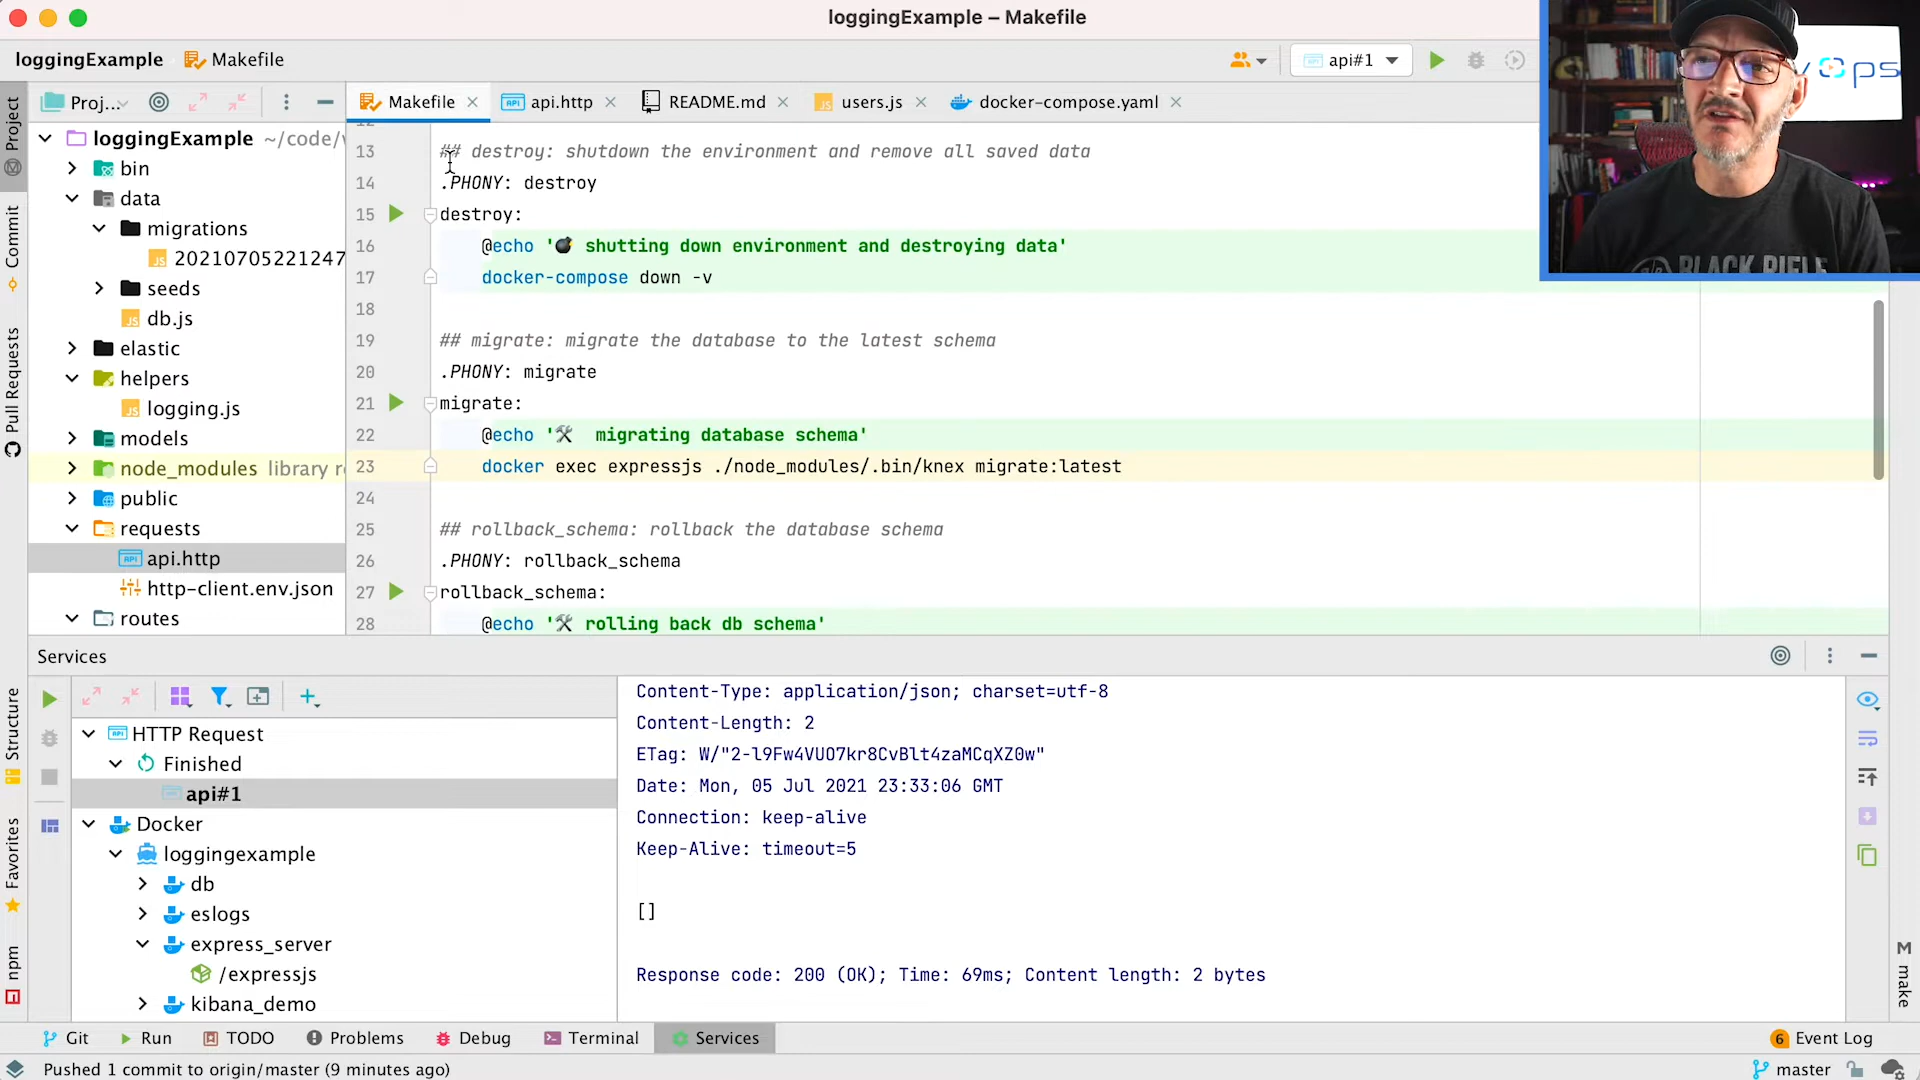 loggingExample – Makefile
loggingExample Makefile
api#1
Project
Commit
Pull Requests
Structure
Favorites
npm
Proj...
loggingExample ~/code/
bin
data
migrations
20210705221247
seeds
db.js
elastic
helpers
logging.js
models
node_modules library
public
requests
api.http
http-client.env.json
routes
Makefile
api.http
README.md
users.js
docker-compose.yaml
13 ## destroy: shutdown the environment and remove all saved data
14 .PHONY: destroy
15 destroy:
16 @echo '💣 shutting down environment and destroying data'
17 docker-compose down -v
18
19 ## migrate: migrate the database to the latest schema
20 .PHONY: migrate
21 migrate:
22 @echo '🛠 migrating database schema'
23 docker exec expressjs ./node_modules/.bin/knex migrate:latest
24
25 ## rollback_schema: rollback the database schema
26 .PHONY: rollback_schema
27 rollback_schema:
28 @echo '🛠 rolling back db schema'
ps
BLACK RIFLE
Services
HTTP Request
Finished
api#1
Docker
loggingexample
db
eslogs
express_server
/expressjs
kibana_demo
Content-Type: application/json; charset=utf-8
Content-Length: 2
ETag: W/"2-l9Fw4VUO7kr8CvBlt4zaMCqXZ0w"
Date: Mon, 05 Jul 2021 23:33:06 GMT
Connection: keep-alive
Keep-Alive: timeout=5
[]
Response code: 200 (OK); Time: 69ms; Content length: 2 bytes
M make
Git
Run
TODO
Problems
Debug
Terminal
Services
6 Event Log
Pushed 1 commit to origin/master (9 minutes ago)
master